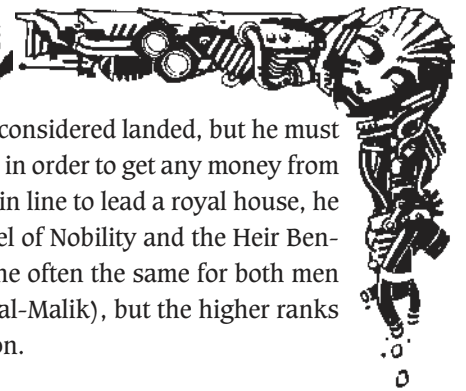 considered landed, but he must
in order to get any money from
in line to lead a royal house, he
el of Nobility and the Heir Ben-
ne often the same for both men
al-Malik), but the higher ranks
on.